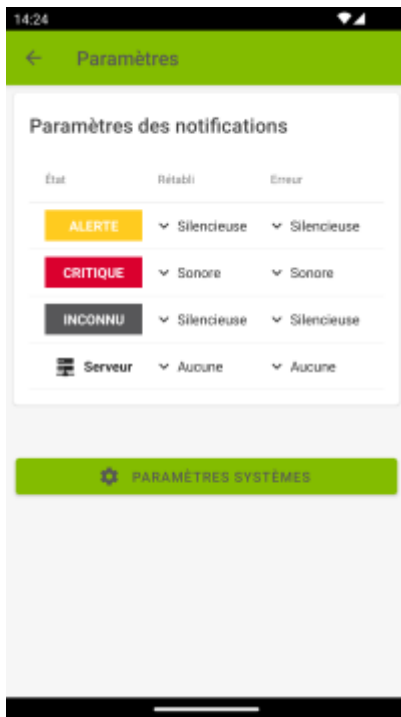 14:24
Paramètres
Paramètres des notifications
État Rétabli Erreur
ALERTE Silencieuse Silencieuse
CRITIQUE Sonore Sonore
INCONNU Silencieuse Silencieuse
Serveur Aucune Aucune
PARAMÈTRES SYSTÈMES